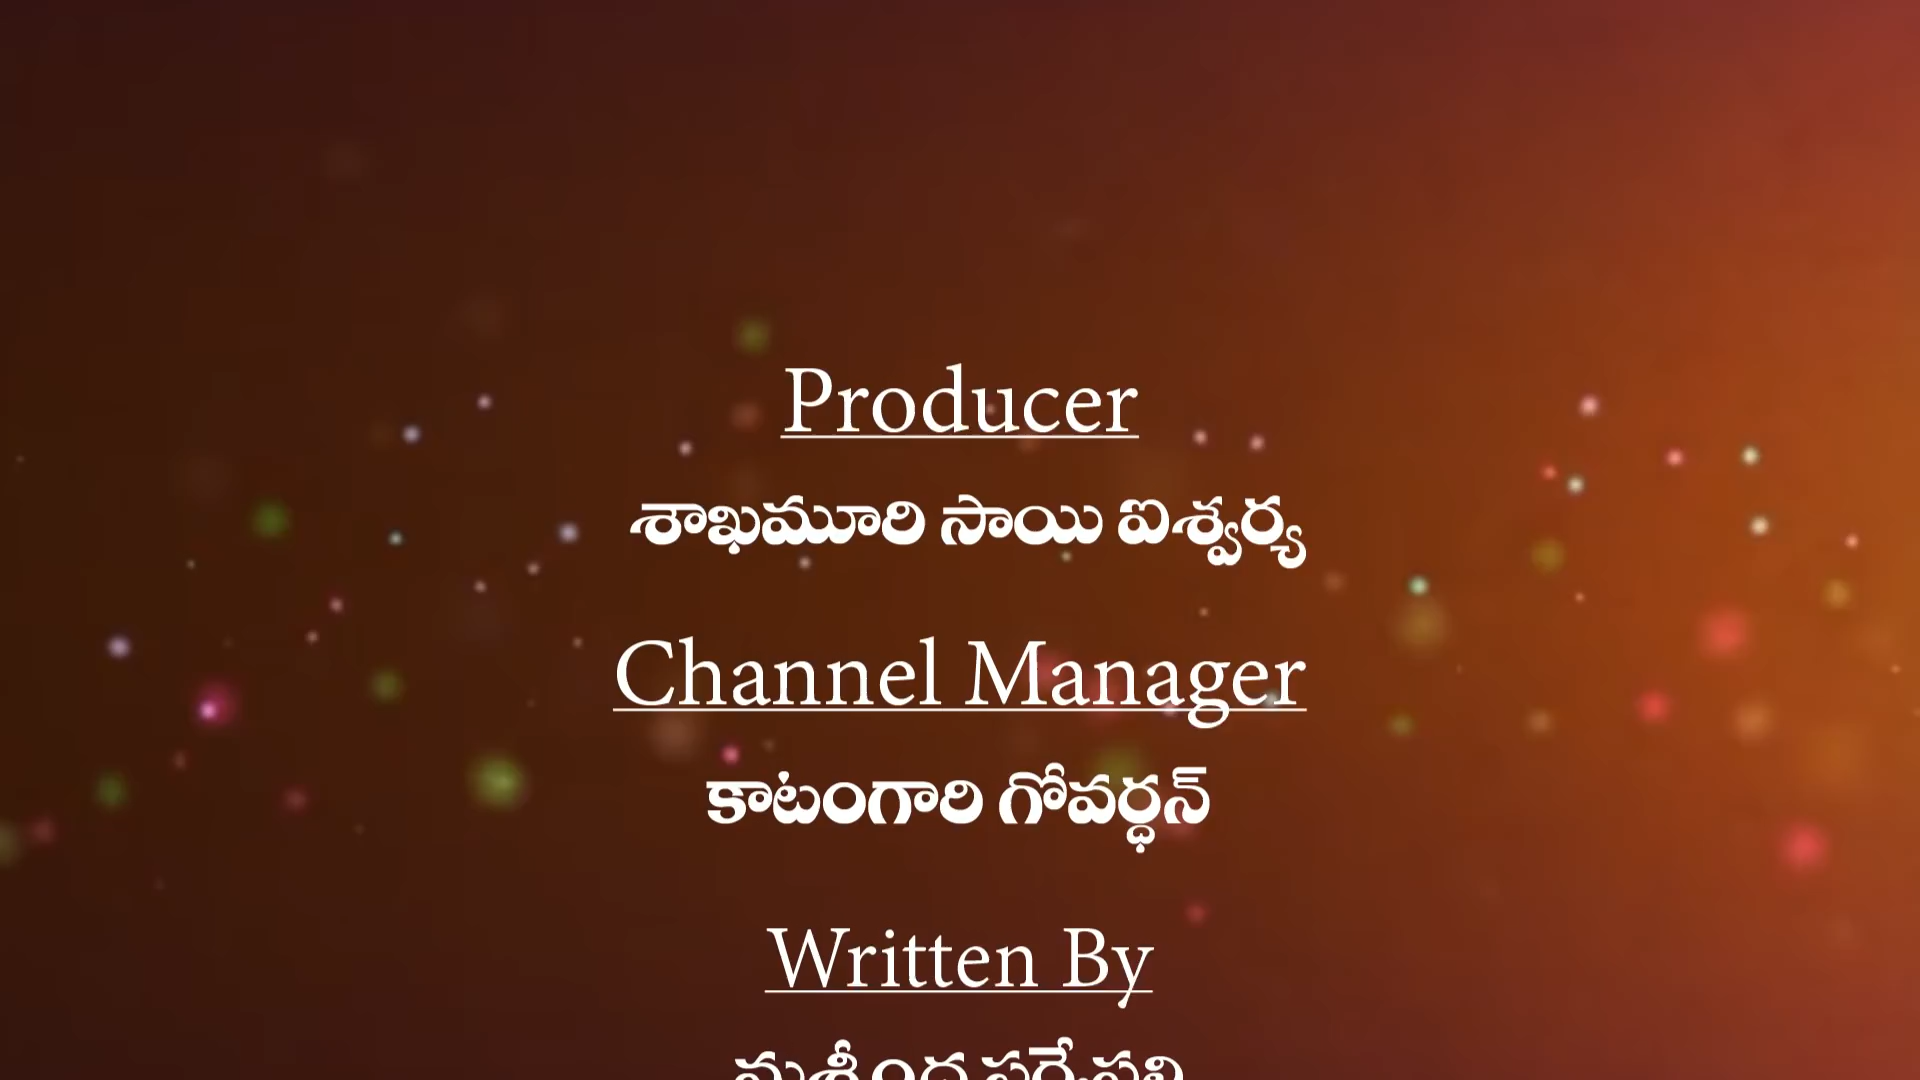 Producer
శాఖమూరి సాయి ఐశ్వర్య
Channel Manager
కాటంగారి గోవర్ధన్
Written By